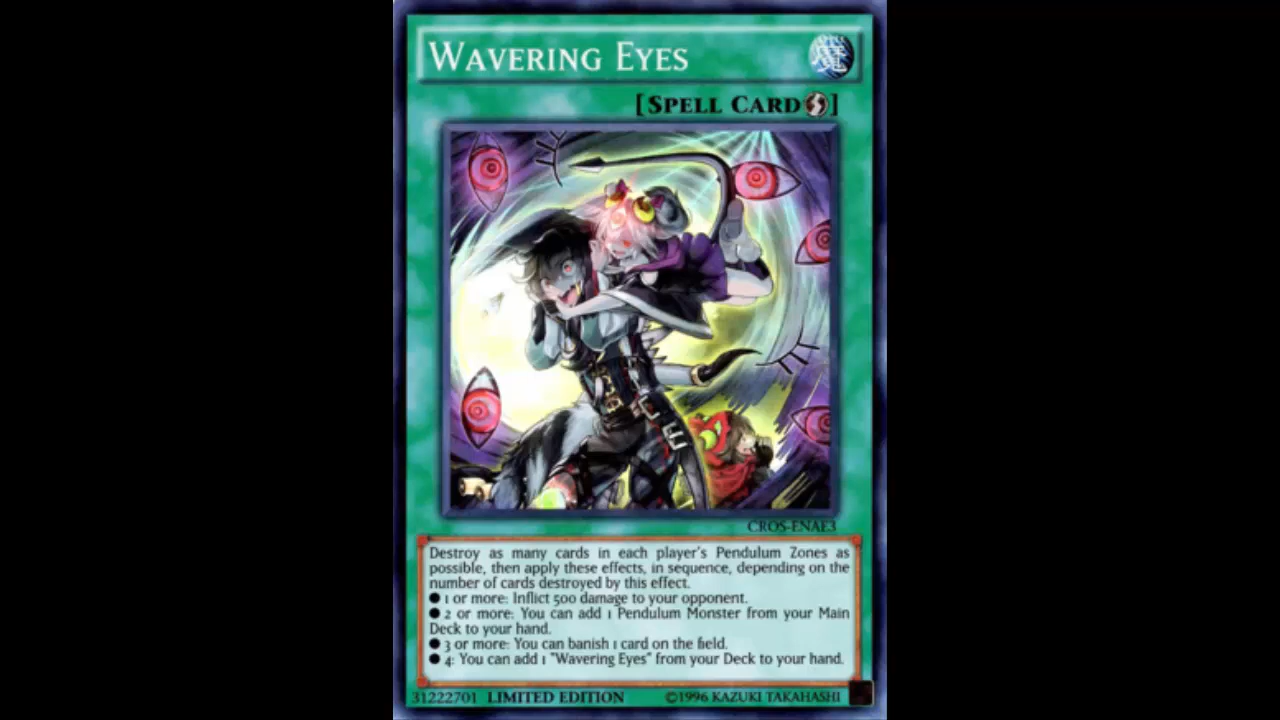 WAVERING EYES
魔
[SPELL CARD]
CROS-ENAE3
Destroy as many cards in each player's Pendulum Zones as
possible, then apply these effects, in sequence, depending on the
number of cards destroyed by this effect.
● 1 or more: Inflict 500 damage to your opponent.
● 2 or more: You can add 1 Pendulum Monster from your Main
Deck to your hand.
● 3 or more: You can banish 1 card on the field.
● 4: You can add 1 "Wavering Eyes" from your Deck to your hand.
31222701 LIMITED EDITION ©1996 KAZUKI TAKAHASHI